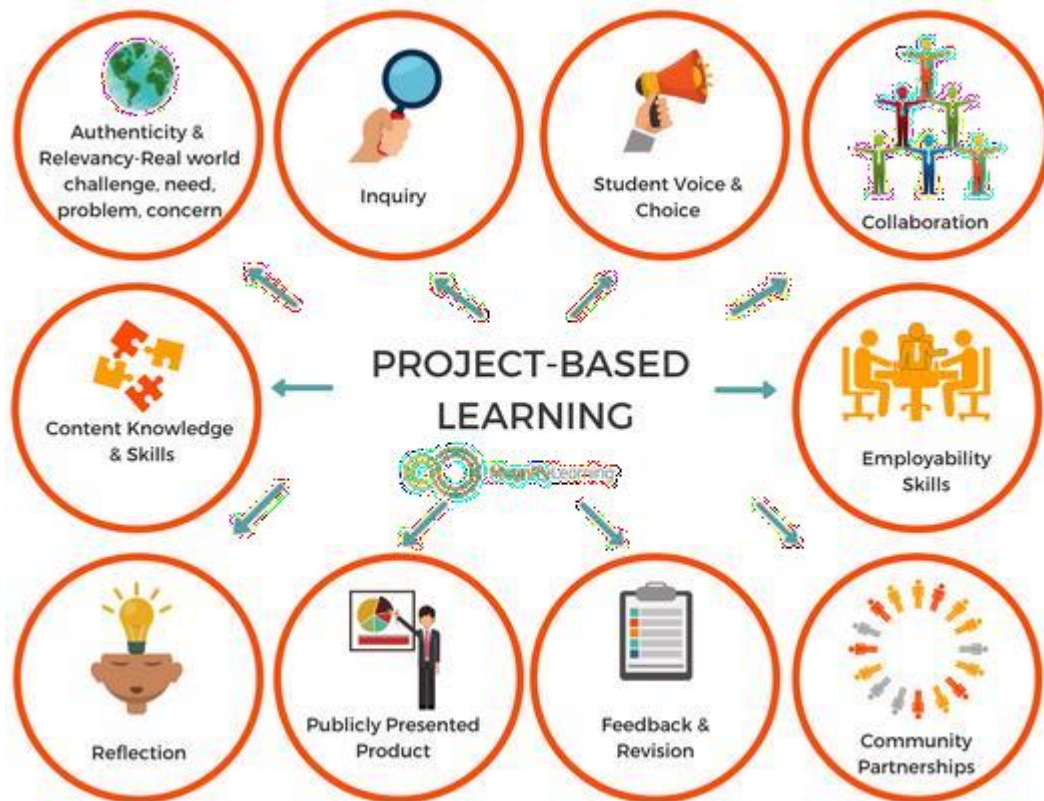 Authenticity &
Relevancy-Real world
challenge, need,
problem, concern
Inquiry
Student Voice &
Choice
Collaboration
PROJECT-BASED
LEARNING
Content Knowledge
& Skills
Employability
Skills
Reflection
Publicly Presented
Product
Feedback &
Revision
Community
Partnerships